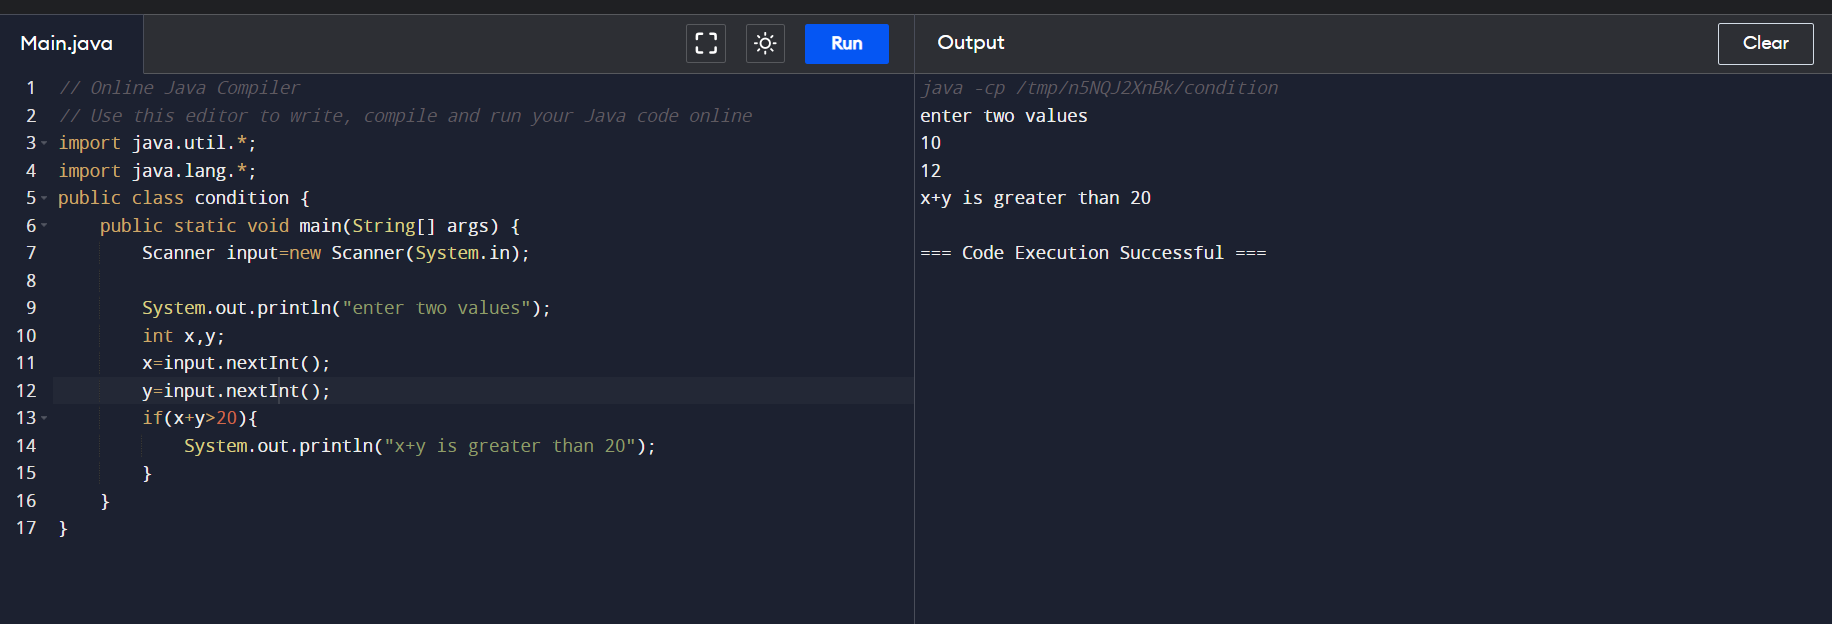 Main.java
Run
1 // Online Java Compiler
2 // Use this editor to write, compile and run your Java code online
3 import java.util.*;
4 import java.lang.*;
5 public class condition {
6     public static void main(String[] args) {
7         Scanner input=new Scanner(System.in);
8
9         System.out.println("enter two values");
10         int x,y;
11         x=input.nextInt();
12         y=input.nextInt();
13         if(x+y>20){
14             System.out.println("x+y is greater than 20");
15         }
16     }
17 }
Output
Clear
java -cp /tmp/n5NQJ2XnBk/condition
enter two values
10
12
x+y is greater than 20
=== Code Execution Successful ===